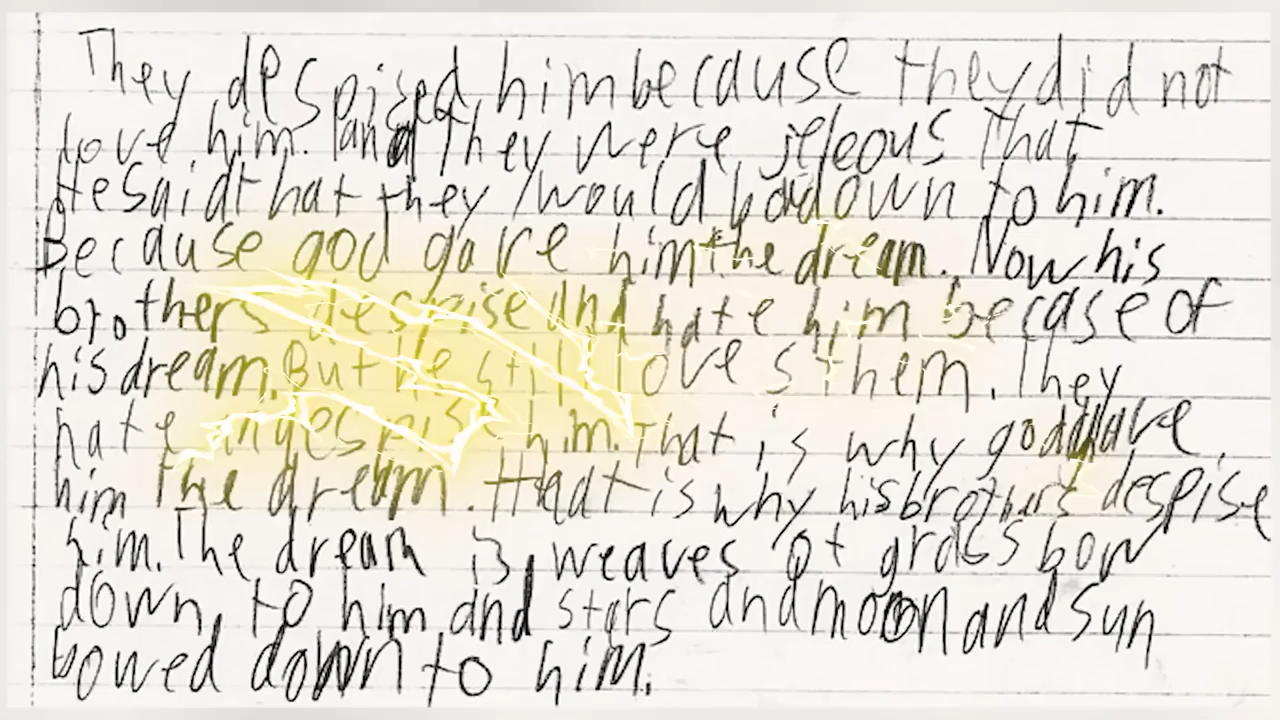 They despised him because they did not
love him. and They were jeleous That
He said that they would bow down to him.
Because god gave him the dream. Now his
brothers despise and hate him becase of
his dream. But he still love s them. They
hate despise him. That is why god gave
him The dream. that is why his brothers despise
him. The dream is, weaves of grass bow
down, to him and stars and moon and sun
bowed down to him.